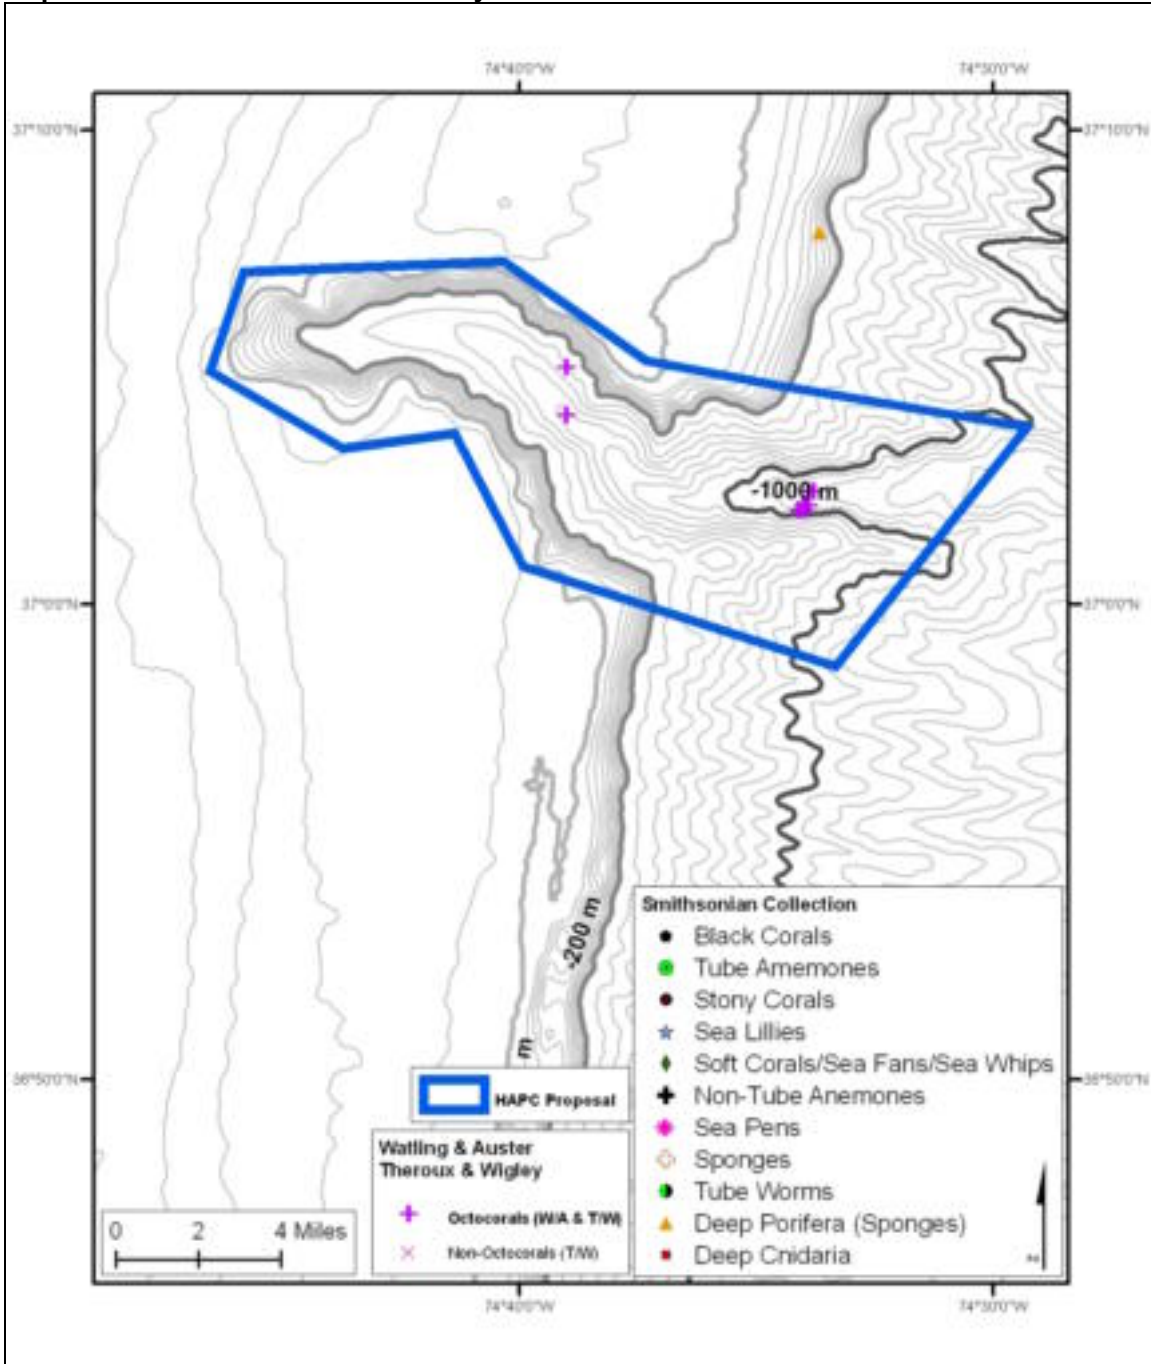 74°40'0"W 74°30'0"W
37°10'0"N 37°10'0"N
-1000 m
37°0'0"N 37°0'0"N
-200 m
m
36°50'0"N 36°50'0"N
HAPC Proposal
Watling & Auster
Theroux & Wigley
Octocorals (W/A & T/W)
Non-Octocorals (T/W)
0 2 4 Miles
Smithsonian Collection
Black Corals
Tube Amemones
Stony Corals
Sea Lillies
Soft Corals/Sea Fans/Sea Whips
Non-Tube Anemones
Sea Pens
Sponges
Tube Worms
Deep Porifera (Sponges)
Deep Cnidaria
N
74°40'0"W 74°30'0"W